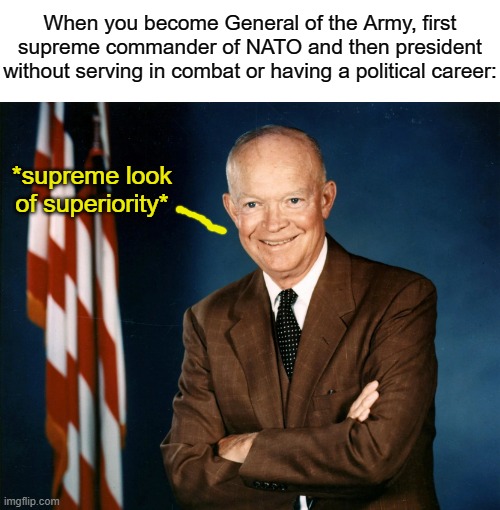 When you become General of the Army, first
supreme commander of NATO and then president
without serving in combat or having a political career:
*supreme look
of superiority*
imgflip.com